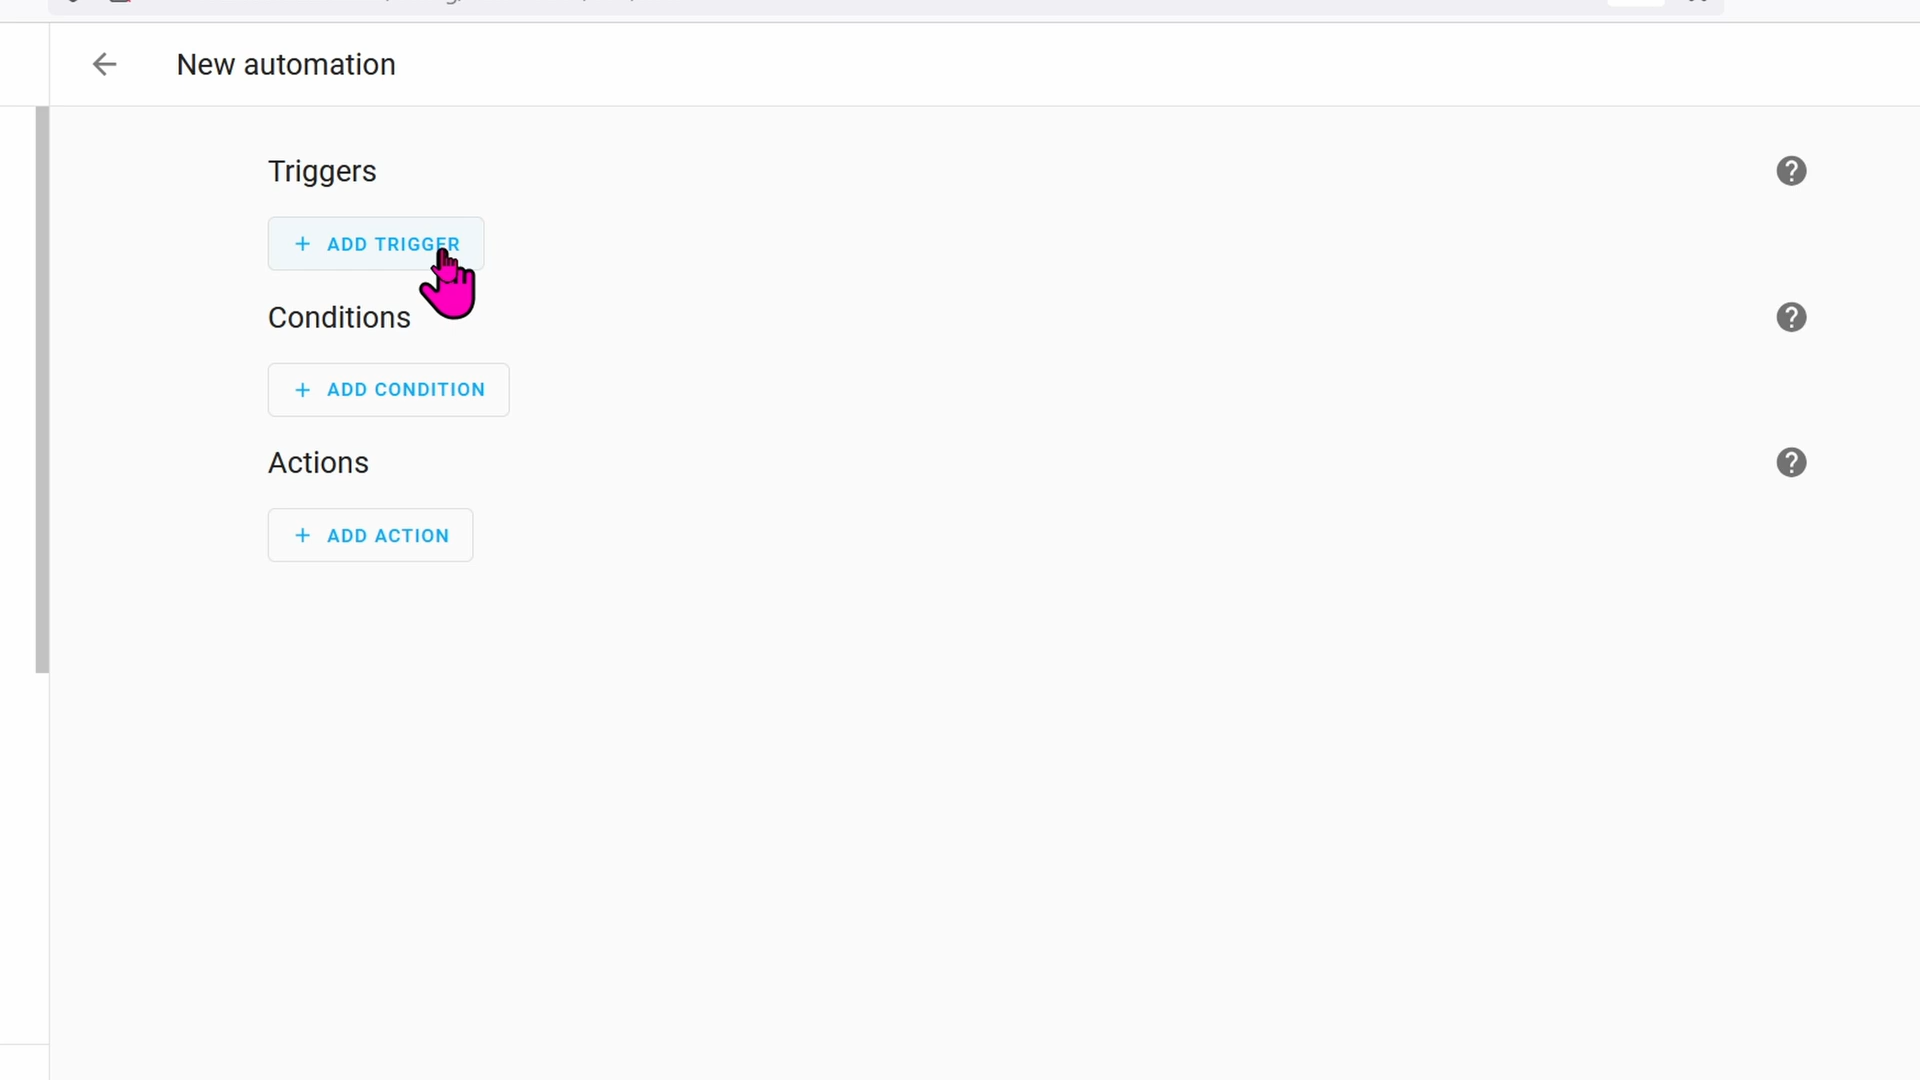 New automation
Triggers
ADD TRIGGER
Conditions
ADD CONDITION
Actions
ADD ACTION